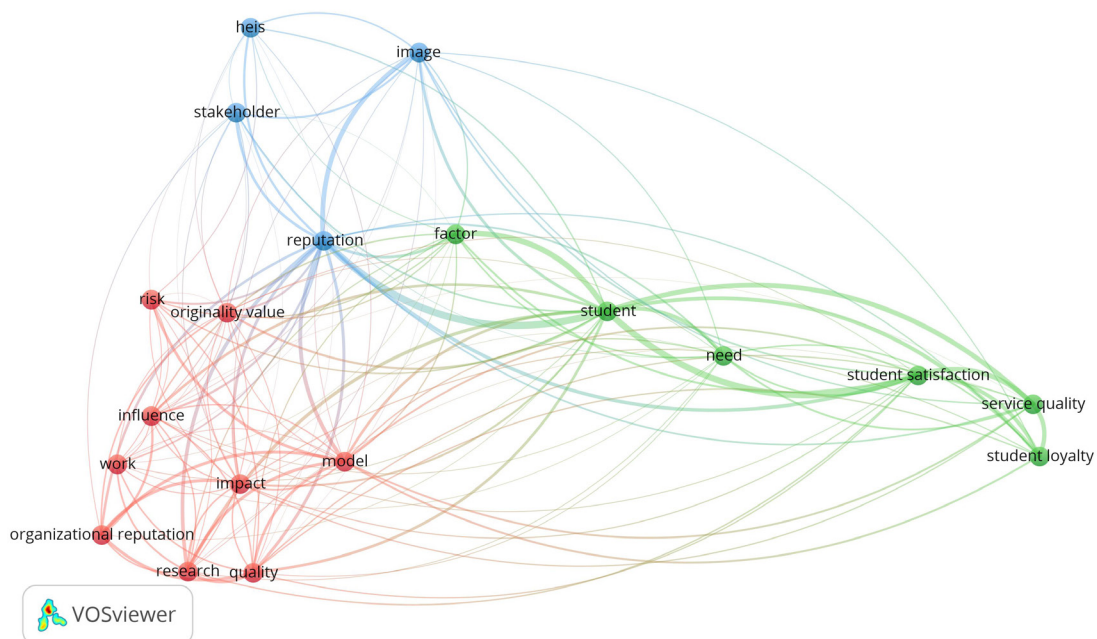 heis
image
stakeholder
reputation
factor
risk
originality value
student
need
student satisfaction
service quality
influence
student loyalty
work
model
impact
organizational reputation
research
quality
VOSviewer